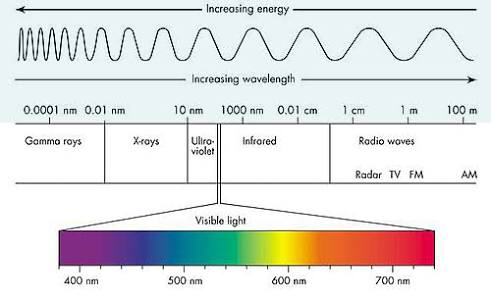 Increasing energy
Increasing wavelength
0.0001 nm 0.01 nm 10 nm 1000 nm 0.01 cm 1 cm 1 m 100 m
Gamma rays X-rays Ultra- Infrared Radio waves
violet
Radar TV FM AM
Visible light
400 nm 500 nm 600 nm 700 nm